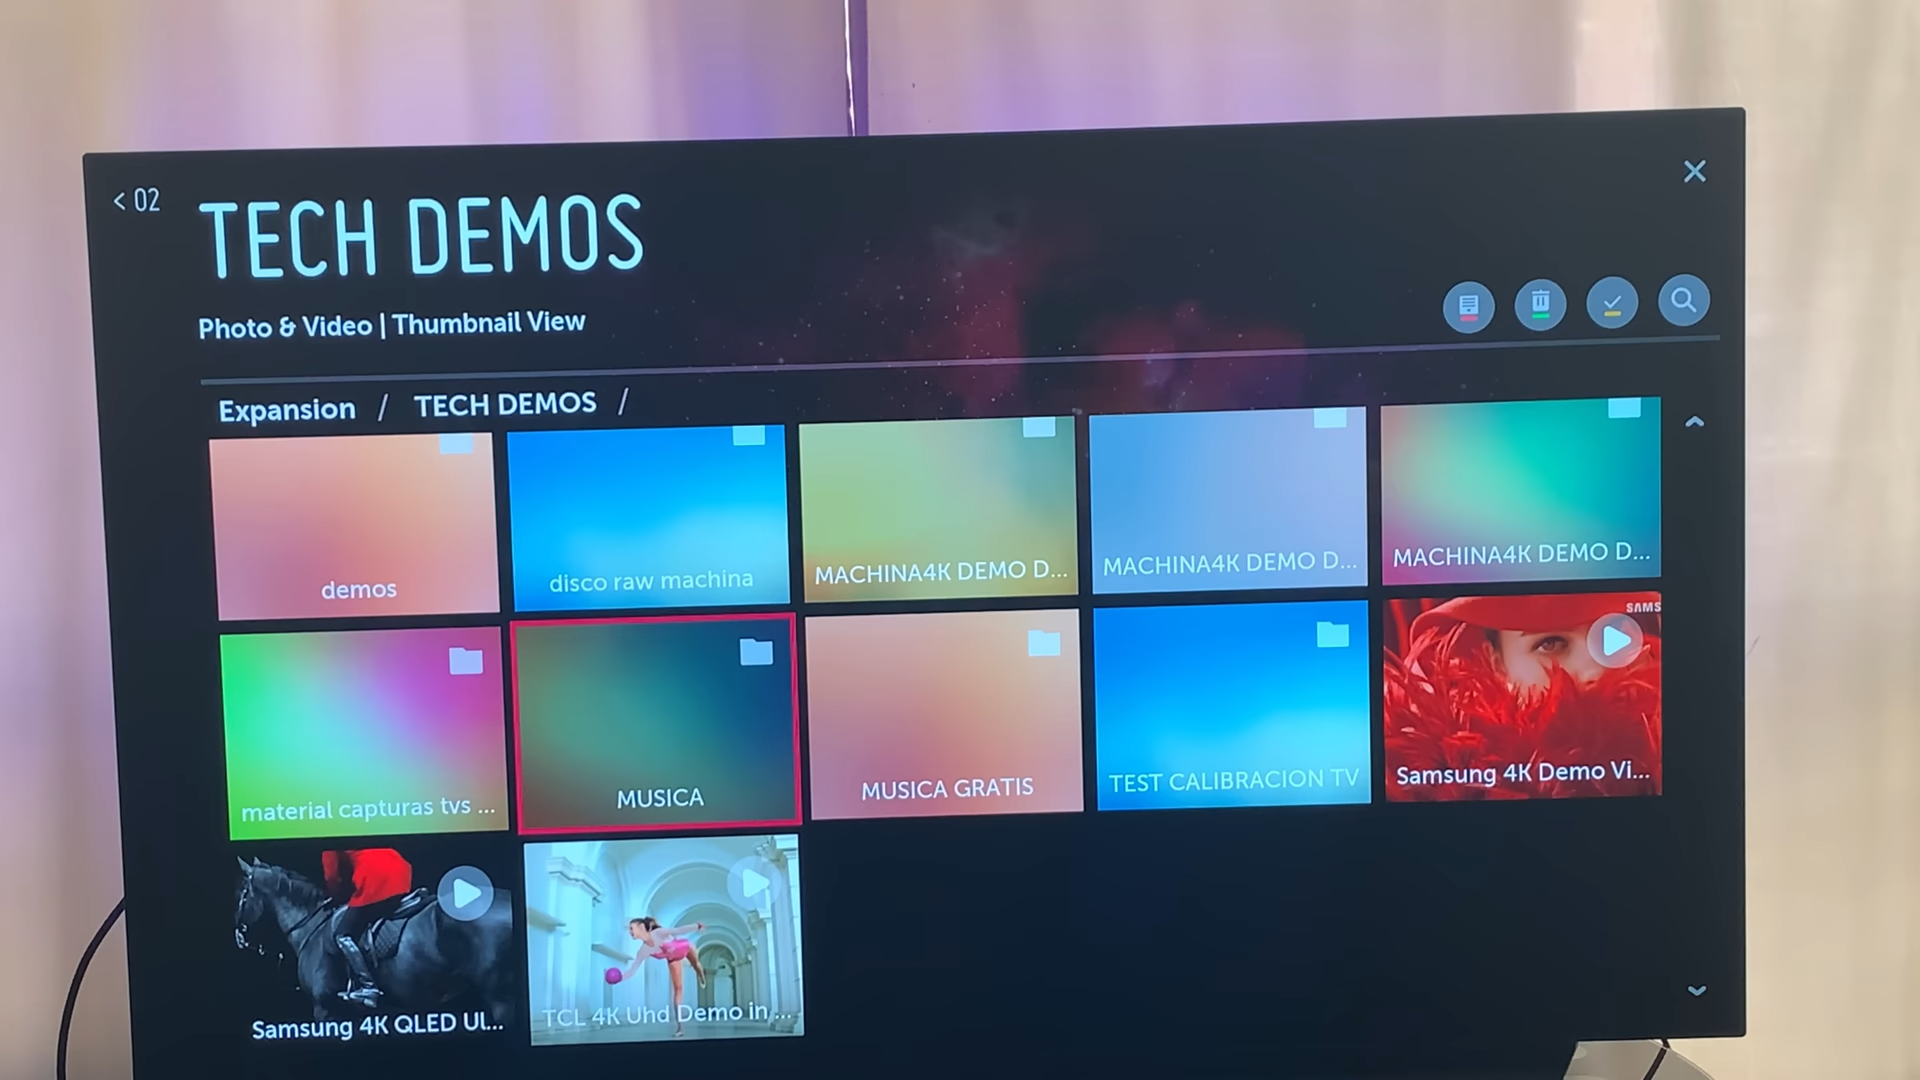 < 02
TECH DEMOS
Photo & Video | Thumbnail View
Expansion / TECH DEMOS /
demos
disco raw machina
MACHINA4K DEMO D...
MACHINA4K DEMO D...
MACHINA4K DEMO D...
material capturas tvs ...
MUSICA
MUSICA GRATIS
TEST CALIBRACION TV
SAMS
Samsung 4K Demo Vi...
Samsung 4K QLED Ul...
TCL 4K Uhd Demo in ...